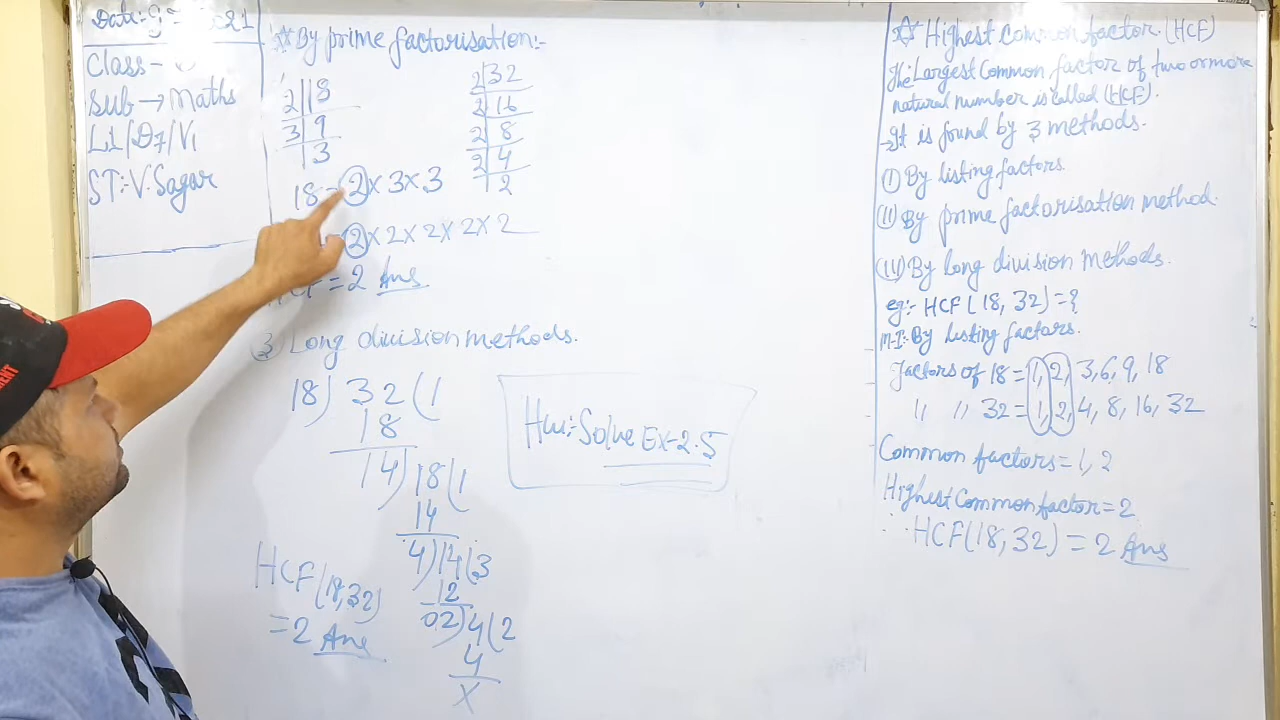 Date:- 9 21
Class -
Sub → Maths
L1/D7/V1
ST:- V. Sagar
☆ By prime factorisation:-
2|18
3|9
|3
2|32
2|16
2|8
2|4
|2
18 = 2 x 3 x 3
= 2 x 2 x 2 x 2 x 2
HCF = 2 Ans
(3) Long division methods.
18) 32 (1
18
14) 18 (1
14
4) 14 (3
12
02) 4 (2
4
x
HCF (18,32)
= 2 Ans
Hw:- Solve Ex-2.5
☆ Highest Common factor. (HCF)
The Largest Common factor of two or more
natural number is called (HCF).
→ It is found by 3 methods.
(I) By listing factors.
(II) By prime factorisation method.
By Long division methods.
eg:- HCF (18, 32) = ?
M-I:- By Listing factors.
Factors of 18 = 1, 2, 3, 6, 9, 18
" " 32 = 1, 2, 4, 8, 16, 32
Common factors = 1, 2
Highest Common factor = 2
∴ HCF (18, 32) = 2 Ans